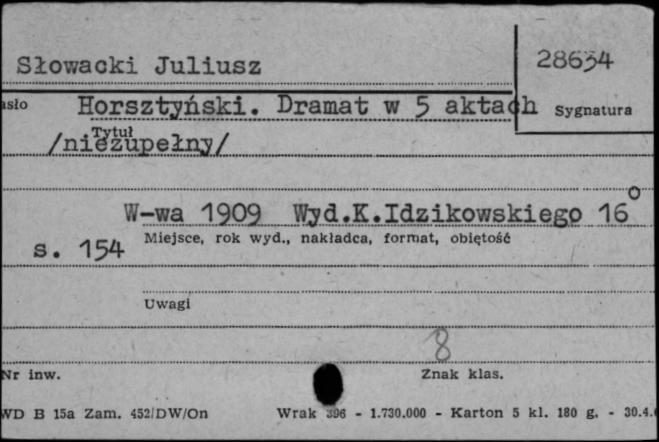 28634
Słowacki Juliusz
asło Horsztyński. Dramat w 5 aktach
Sygnatura
Tytuł
/niezupełny/
W-wa 1909 Wyd.K.Idzikowskiego 16°
s. 154 Miejsce, rok wyd., nakładca, format, objętość
Uwagi
8
Nr inw. Znak klas.
WD B 15a Zam. 452/DW/On Wrak 396 - 1.730.000 - Karton 5 kl. 180 g. - 30.4.